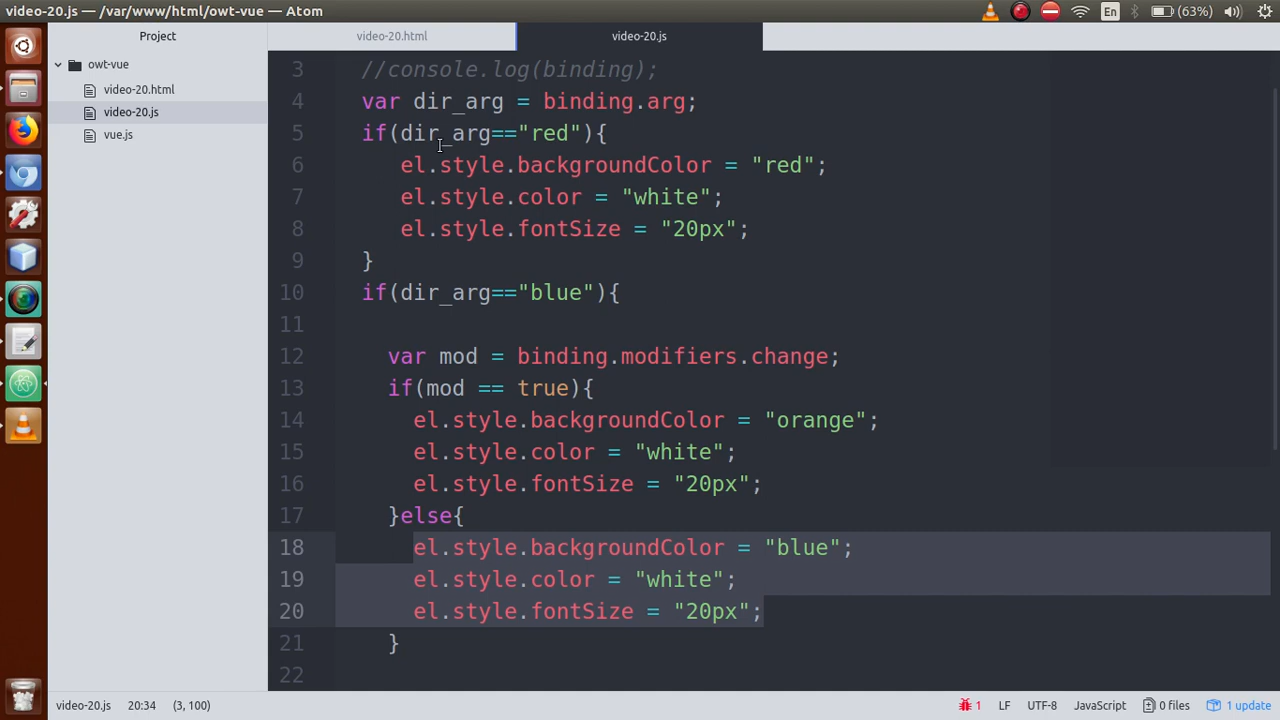 video-20.js — /var/www/html/owt-vue — Atom
En
(63%)
Project
owt-vue
video-20.html
video-20.js
vue.js
video-20.html
video-20.js
3 //console.log(binding);
4 var dir_arg = binding.arg;
5 if(dir_arg=="red"){
6 el.style.backgroundColor = "red";
7 el.style.color = "white";
8 el.style.fontSize = "20px";
9 }
10 if(dir_arg=="blue"){
11
12 var mod = binding.modifiers.change;
13 if(mod == true){
14 el.style.backgroundColor = "orange";
15 el.style.color = "white";
16 el.style.fontSize = "20px";
17 }else{
18 el.style.backgroundColor = "blue";
19 el.style.color = "white";
20 el.style.fontSize = "20px";
21 }
22
video-20.js 20:34 (3, 100)
1 LF UTF-8 JavaScript 0 files 1 update